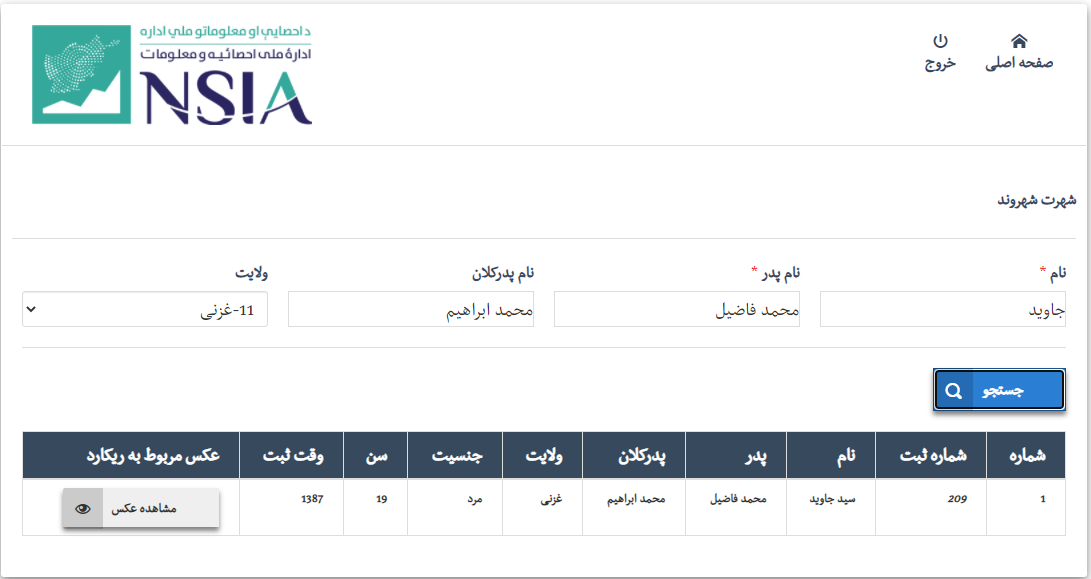 صفحه اصلی
خروج
د احصایې او معلوماتو ملي اداره
ادارهٔ ملی احصائیه و معلومات
NSIA
شهرت شهروند
نام * نام پدر * نام پدرکلان ولایت
جاوید محمد فاضیل محمد ابراهیم 11-غزنی
جستجو
شماره شماره ثبت نام پدر پدرکلان ولایت جنسیت سن وقت ثبت عکس مربوط به ریکارد
1 209 سید جاوید محمد فاضیل محمد ابراهیم غزنی مرد 19 1387 مشاهده عکس